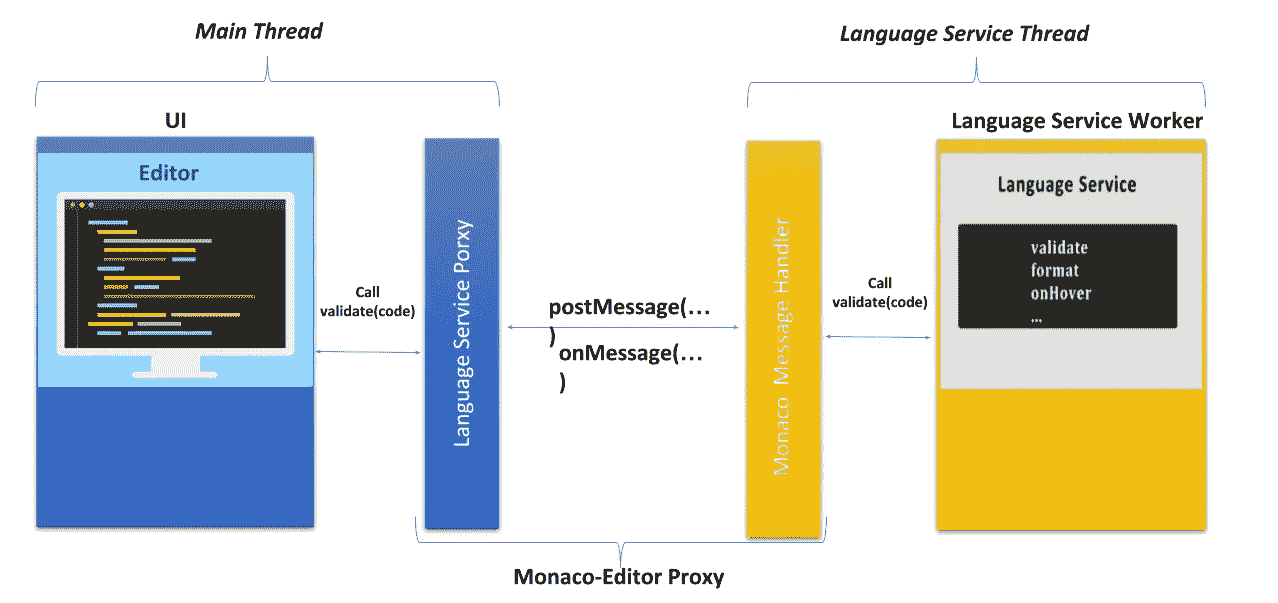 Main Thread
Language Service Thread
UI
Language Service Worker
Editor
Language Service
validate
format
onHover
...
Call
validate(code)
Language Service Porxy
postMessage(...
)
onMessage(...
)
Monaco Message Handler
Call
validate(code)
Monaco-Editor Proxy